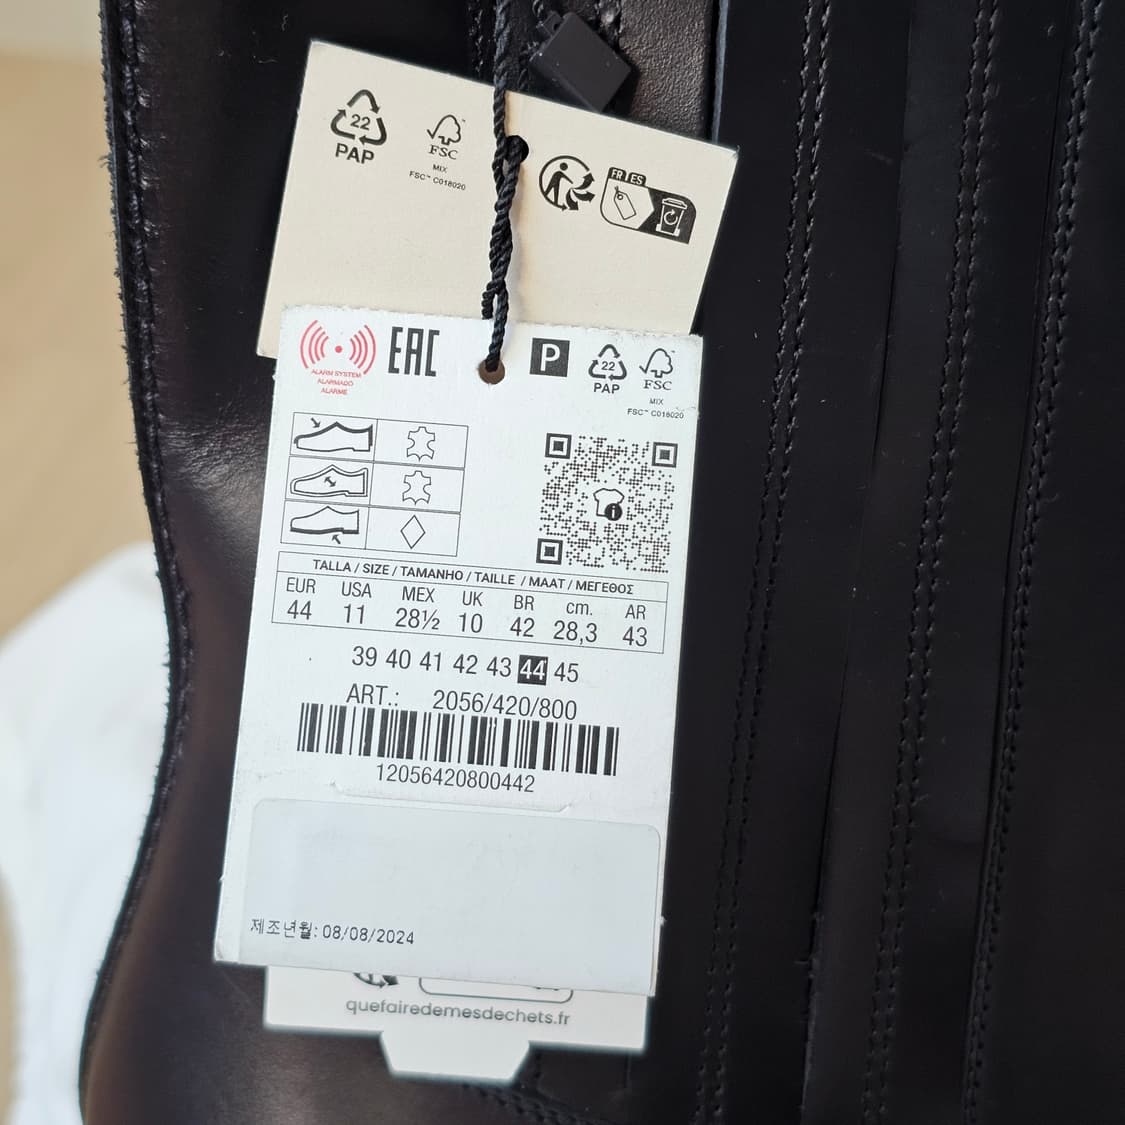 22
PAP
FSC™
MIX
FSC™ C018020
FR ES
ALARM SYSTEM
ALARMADO
ALARME
EAC
P
22
PAP
FSC
MIX
FSC™ C018020
TALLA / SIZE / TAMANHO / TAILLE / MAAT / ΜΕΓΕΘΟΣ
EUR USA MEX UK BR cm. AR
44 11 28½ 10 42 28,3 43
39 40 41 42 43 44 45
ART.: 2056/420/800
12056420800442
제조년월: 08/08/2024
quefairedemesdechets.fr